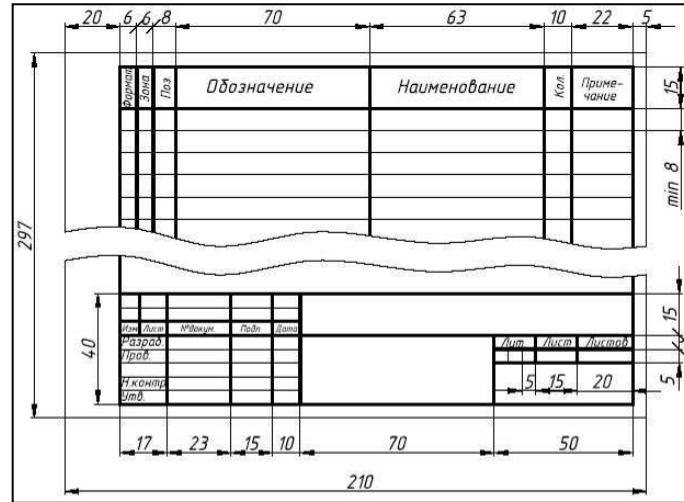 20 6 6 8 70 63 10 22 5
Формат Зона Поз. Обозначение Наименование Кол. Приме-
чание
15
min 8
297
40
15
Изм Лист №докум. Подп. Дата
Разраб.
Пров.
Н.контр
Утв.
Лит Лист Листов
5 15 20
5
17 23 15 10 70 50
210